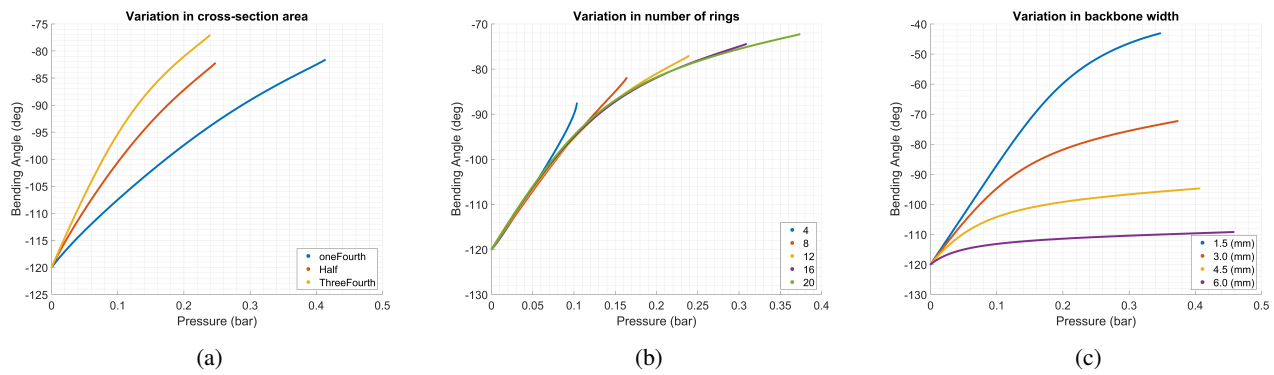 Variation in cross-section area
-75
-80
-85
-90
-95
-100
-105
-110
-115
-120
-125
Bending Angle (deg)
0
0.1
0.2
0.3
0.4
0.5
Pressure (bar)
oneFourth
Half
ThreeFourth
(a)
Variation in number of rings
-70
-80
-90
-100
-110
-120
-130
Bending Angle (deg)
0
0.05
0.1
0.15
0.2
0.25
0.3
0.35
0.4
Pressure (bar)
4
8
12
16
20
(b)
Variation in backbone width
-40
-50
-60
-70
-80
-90
-100
-110
-120
-130
Bending Angle (deg)
0
0.1
0.2
0.3
0.4
0.5
Pressure (bar)
1.5 (mm)
3.0 (mm)
4.5 (mm)
6.0 (mm)
(c)